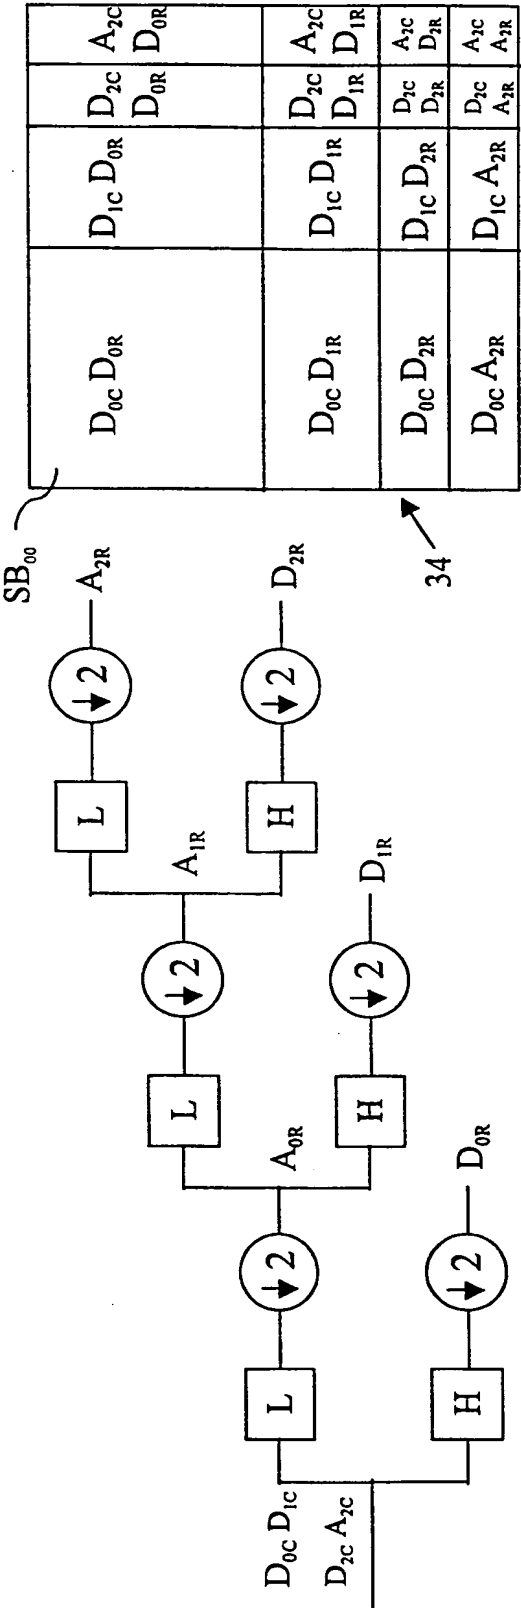 SB₀₀
L ↓2 A₂R
A₁R
L ↓2
H ↓2 D₂R
A₀R
L ↓2
H ↓2 D₁R
D₀C D₁C
D₂C A₂C
H ↓2 D₀R
D₀C D₀R
D₁C D₀R
D₂C
D₀R
A₂C
D₀R
D₀C D₁R
D₁C D₁R
D₂C
D₁R
A₂C
D₁R
D₀C D₂R
D₁C D₂R
D₂C
D₂R
A₂C
D₂R
D₀C A₂R
D₁C A₂R
D₂C
A₂R
A₂C
A₂R
34